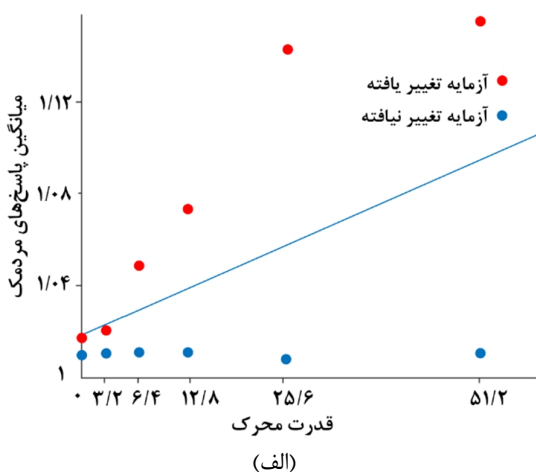 میانگین پاسخ‌های مردمک
۱/۱۲
۱/۰۸
۱/۰۴
۱
آزمایه تغییر یافته
آزمایه تغییر نیافته
۰ ۳/۲ ۶/۴ ۱۲/۸ ۲۵/۶ ۵۱/۲
قدرت محرک
(الف)